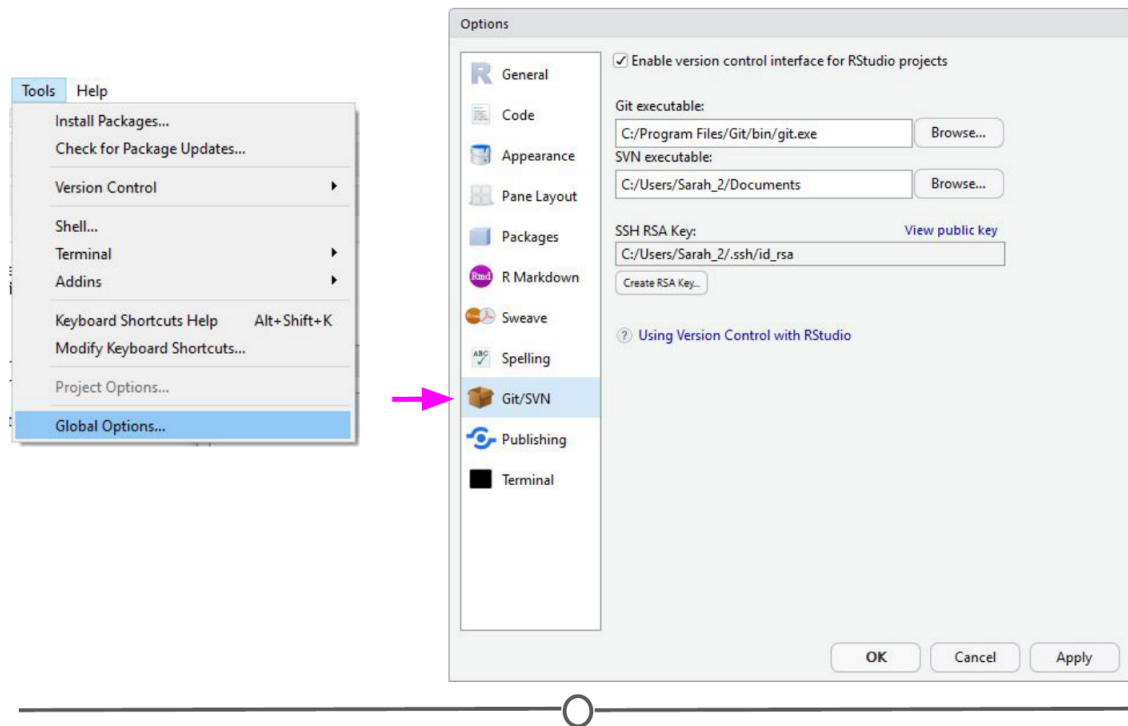 Tools Help
Install Packages...
Check for Package Updates...
Version Control
Shell...
Terminal
Addins
Keyboard Shortcuts Help Alt+Shift+K
Modify Keyboard Shortcuts...
Project Options...
Global Options...
Options
General
Code
Appearance
Pane Layout
Packages
Rmd R Markdown
Sweave
ABC Spelling
Git/SVN
Publishing
Terminal
Enable version control interface for RStudio projects
Git executable:
C:/Program Files/Git/bin/git.exe Browse...
SVN executable:
C:/Users/Sarah_2/Documents Browse...
SSH RSA Key: View public key
C:/Users/Sarah_2/.ssh/id_rsa
Create RSA Key...
? Using Version Control with RStudio
OK Cancel Apply